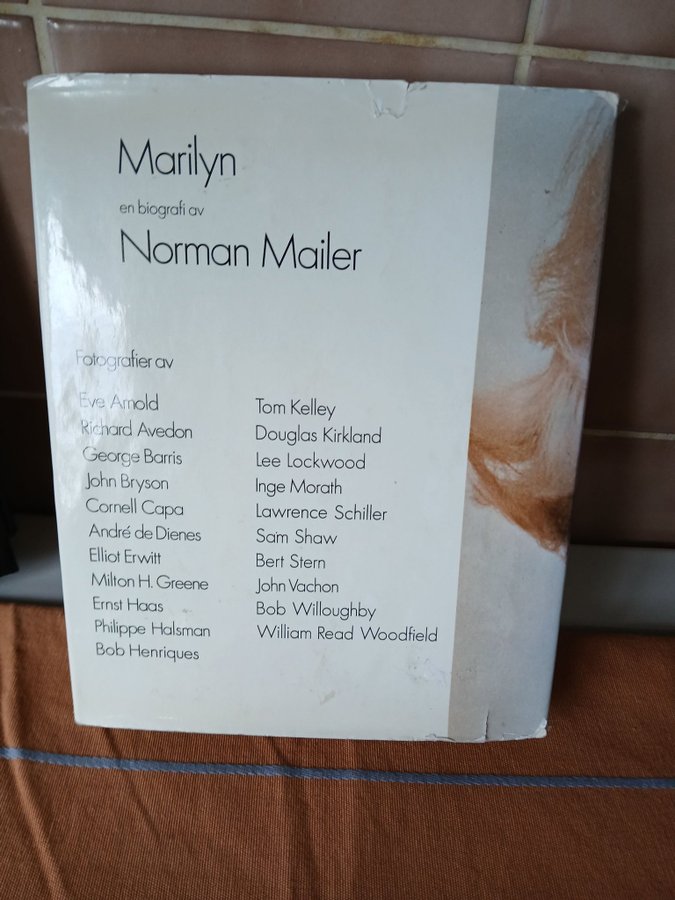 Marilyn
en biografi av
Norman Mailer
Fotografier av
Eve Arnold
Richard Avedon
George Barris
John Bryson
Cornell Capa
André de Dienes
Elliot Erwitt
Milton H. Greene
Ernst Haas
Philippe Halsman
Bob Henriques
Tom Kelley
Douglas Kirkland
Lee Lockwood
Inge Morath
Lawrence Schiller
Sam Shaw
Bert Stern
John Vachon
Bob Willoughby
William Read Woodfield